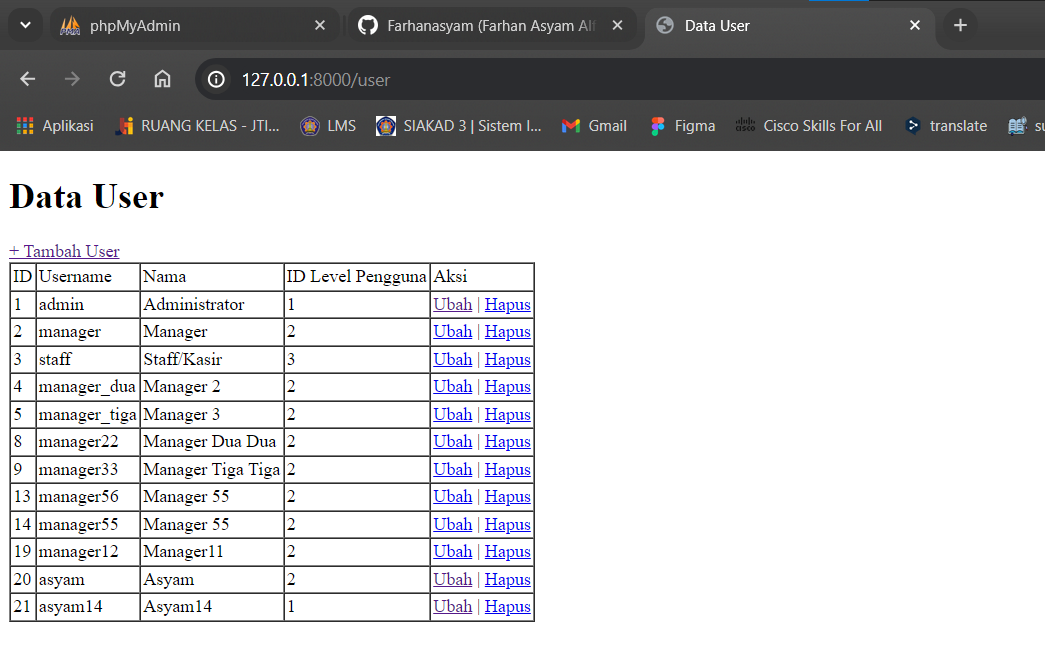 phpMyAdmin
Farhanasyam (Farhan Asyam Alf
Data User
127.0.0.1:8000/user
Aplikasi
RUANG KELAS - JTI...
LMS
SIAKAD 3 | Sistem I...
Gmail
Figma
Cisco Skills For All
translate
su
Data User
+ Tambah User
ID Username Nama ID Level Pengguna Aksi
1 admin Administrator 1 Ubah | Hapus
2 manager Manager 2 Ubah | Hapus
3 staff Staff/Kasir 3 Ubah | Hapus
4 manager_dua Manager 2 2 Ubah | Hapus
5 manager_tiga Manager 3 2 Ubah | Hapus
8 manager22 Manager Dua Dua 2 Ubah | Hapus
9 manager33 Manager Tiga Tiga 2 Ubah | Hapus
13 manager56 Manager 55 2 Ubah | Hapus
14 manager55 Manager 55 2 Ubah | Hapus
19 manager12 Manager11 2 Ubah | Hapus
20 asyam Asyam 2 Ubah | Hapus
21 asyam14 Asyam14 1 Ubah | Hapus